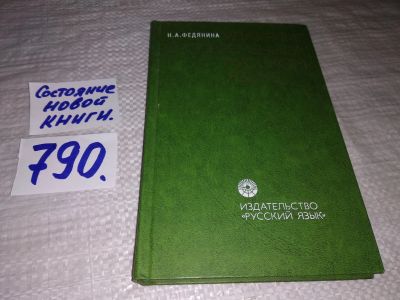 Состояние
новой
книги.
790.
Н.А.ФЕДЯНИНА
ИЗДАТЕЛЬСТВО
«РУССКИЙ ЯЗЫК»